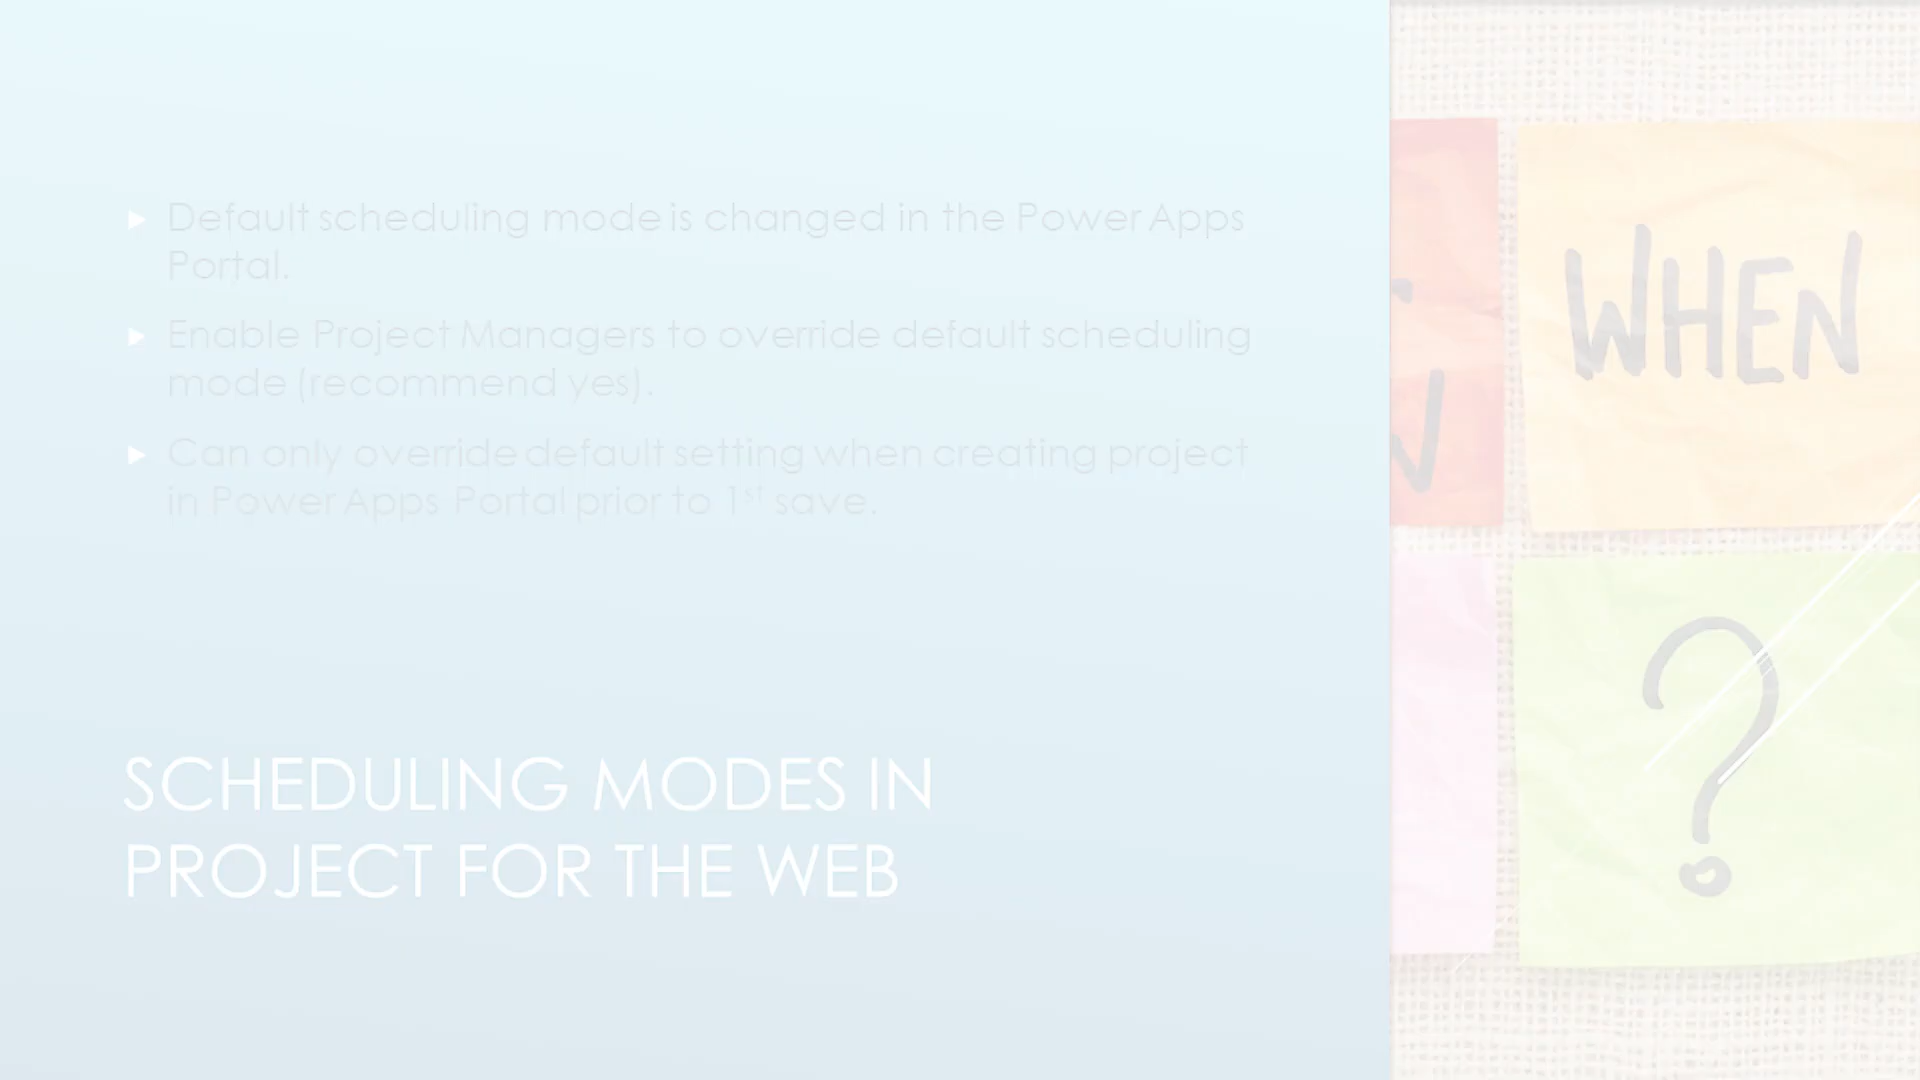 Default scheduling mode is changed in the Power Apps
Portal.
Enable Project Managers to override default scheduling
mode (recommend yes).
Can only override default setting when creating project
in Power Apps Portal prior to 1st save.
SCHEDULING MODES IN
PROJECT FOR THE WEB
WHEN
?